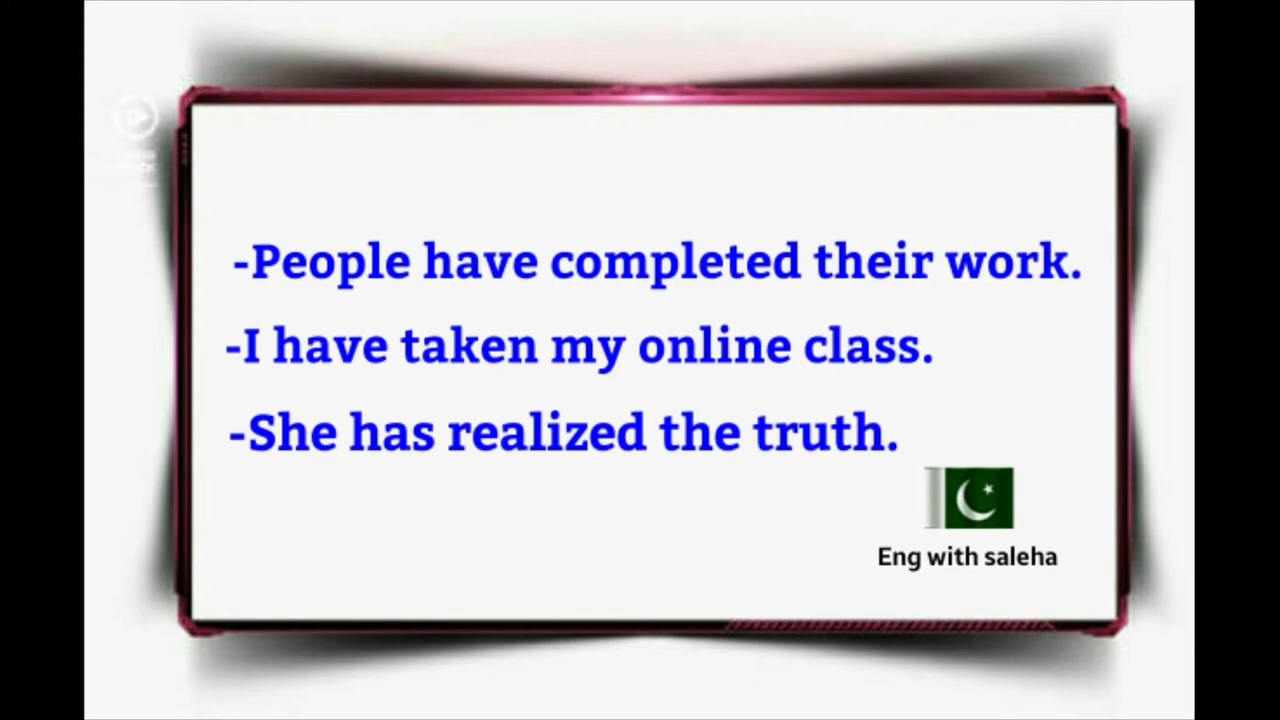 -People have completed their work.
-I have taken my online class.
-She has realized the truth.
Eng with saleha